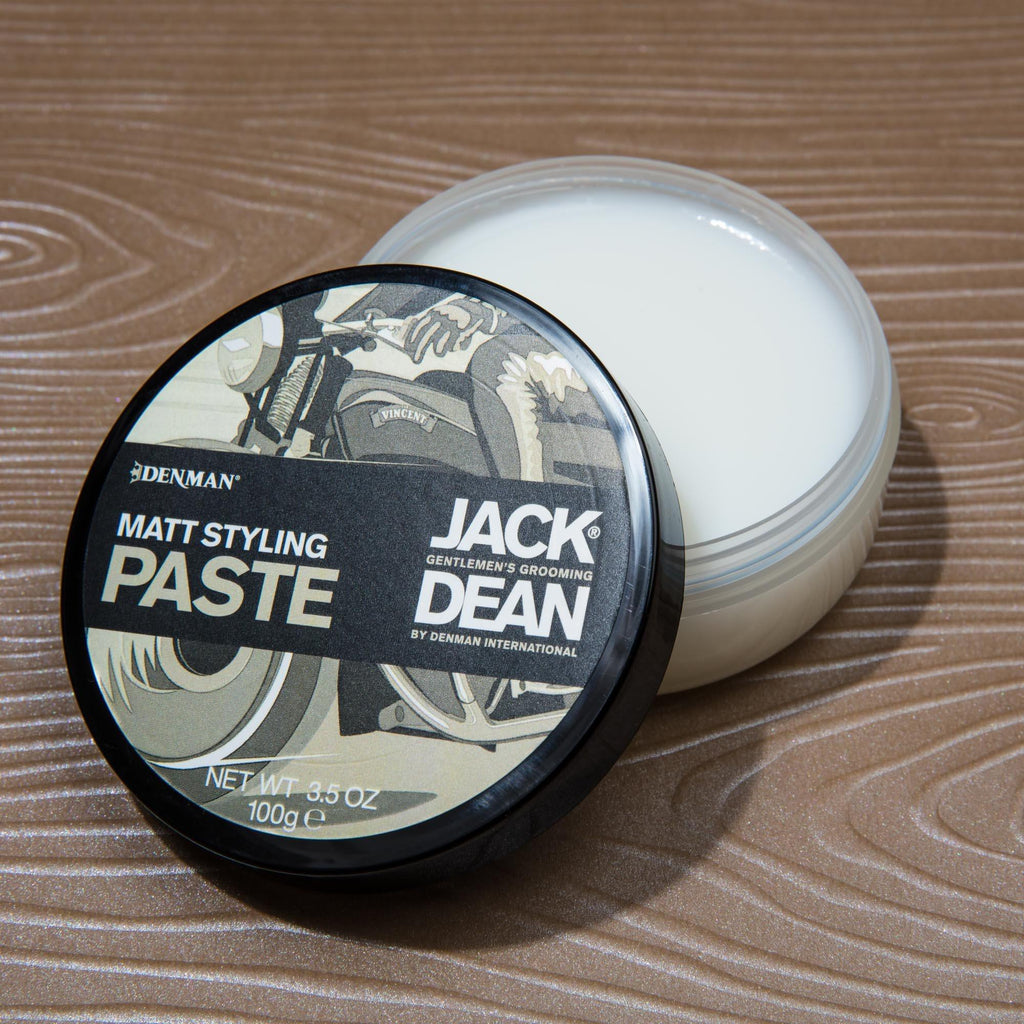 VINCENT
DENMAN®
MATT STYLING
PASTE
JACK®
GENTLEMEN'S GROOMING
DEAN
BY DENMAN INTERNATIONAL
NET WT 3.5 OZ
100g ℮